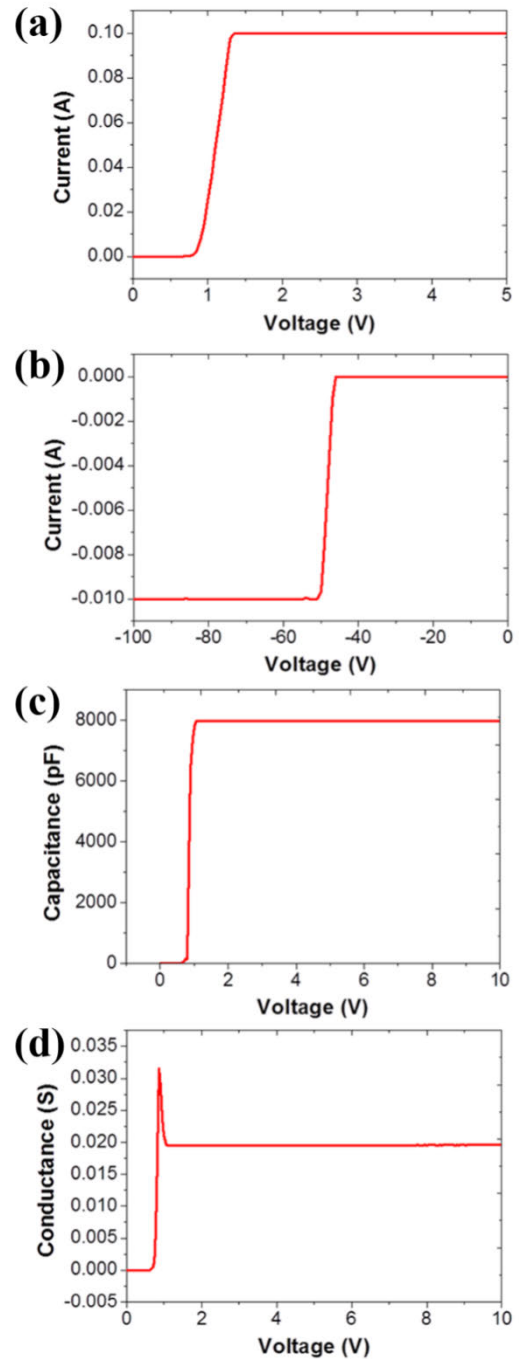 (a)
0.10
0.08
0.06
0.04
0.02
0.00
Current (A)
0 1 2 3 4 5
Voltage (V)
(b)
0.000
-0.002
-0.004
-0.006
-0.008
-0.010
Current (A)
-100 -80 -60 -40 -20 0
Voltage (V)
(c)
8000
6000
4000
2000
0
Capacitance (pF)
0 2 4 6 8 10
Voltage (V)
(d)
0.035
0.030
0.025
0.020
0.015
0.010
0.005
0.000
-0.005
Conductance (S)
0 2 4 6 8 10
Voltage (V)